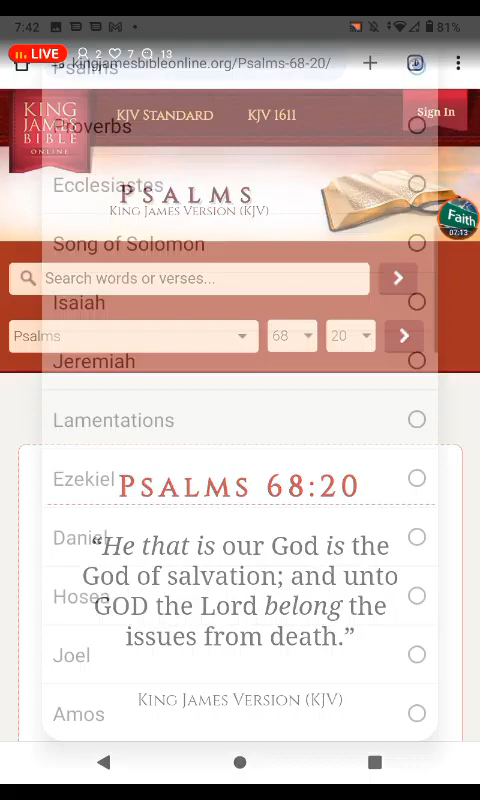 7:42
81%
LIVE 2 7 13
Psalms
kingjamesbibleonline.org/Psalms-68-20/
KING
JAMES
BIBLE
ONLINE
KJV STANDARD KJV 1611
Sign In
Proverbs
Ecclesiastes
PSALMS
KING JAMES VERSION (KJV)
Faith
07:13
Song of Solomon
Search words or verses...
Isaiah
Psalms 68 20
Jeremiah
Lamentations
Ezekiel
PSALMS 68:20
Daniel
“He that is our God is the
God of salvation; and unto
Hosea
GOD the Lord belong the
issues from death.”
Joel
KING JAMES VERSION (KJV)
Amos